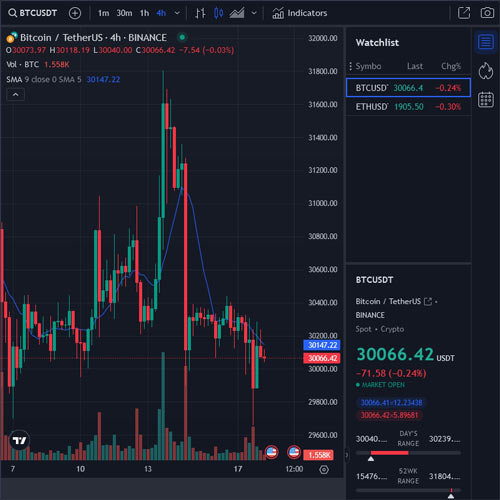 BTCUSDT
1m 30m 1h 4h
Indicators
Bitcoin / TetherUS · 4h · BINANCE
O30073.97 H30118.19 L30040.00 C30066.42 −7.54 (−0.03%)
Vol · BTC 1.558K
SMA 9 close 0 SMA 5 30147.22
32000.00
31800.00
31400.00
31200.00
31000.00
30800.00
30600.00
30400.00
30200.00
30147.22
30066.42
29800.00
29600.00
1.558K
7 10 13 17 12:00
Watchlist
Symbo Last Chg%
BTCUSD 30066.4 −0.24%
ETHUSD 1905.50 −0.30%
BTCUSDT
Bitcoin / TetherUS •
BINANCE
Spot • Crypto
30066.42 USDT
−71.58 (−0.24%)
MARKET OPEN
30066.41×12.23438
30066.42×5.89681
30040.... DAY'S RANGE 30239....
15476.... 52WK RANGE 31804....